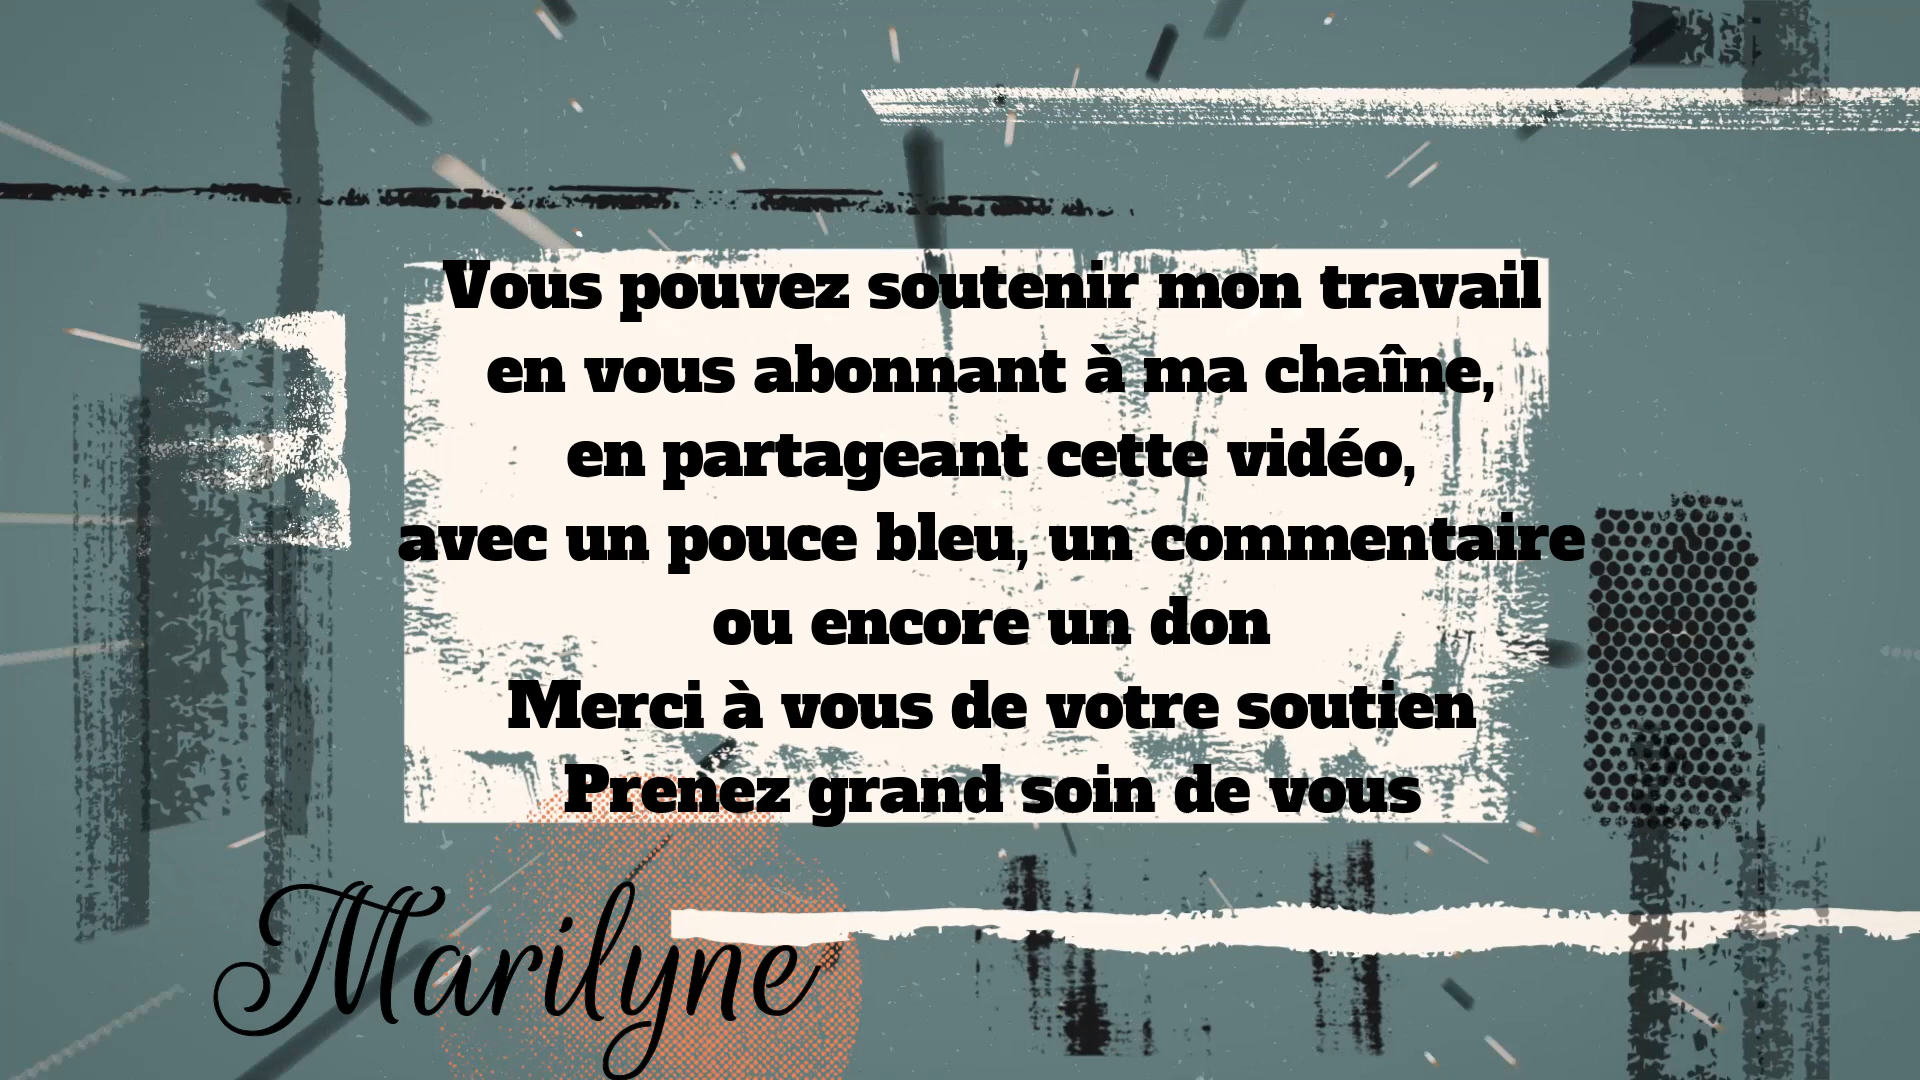 Vous pouvez soutenir mon travail
en vous abonnant à ma chaîne,
en partageant cette vidéo,
avec un pouce bleu, un commentaire
ou encore un don
Merci à vous de votre soutien
Prenez grand soin de vous
Marilyne